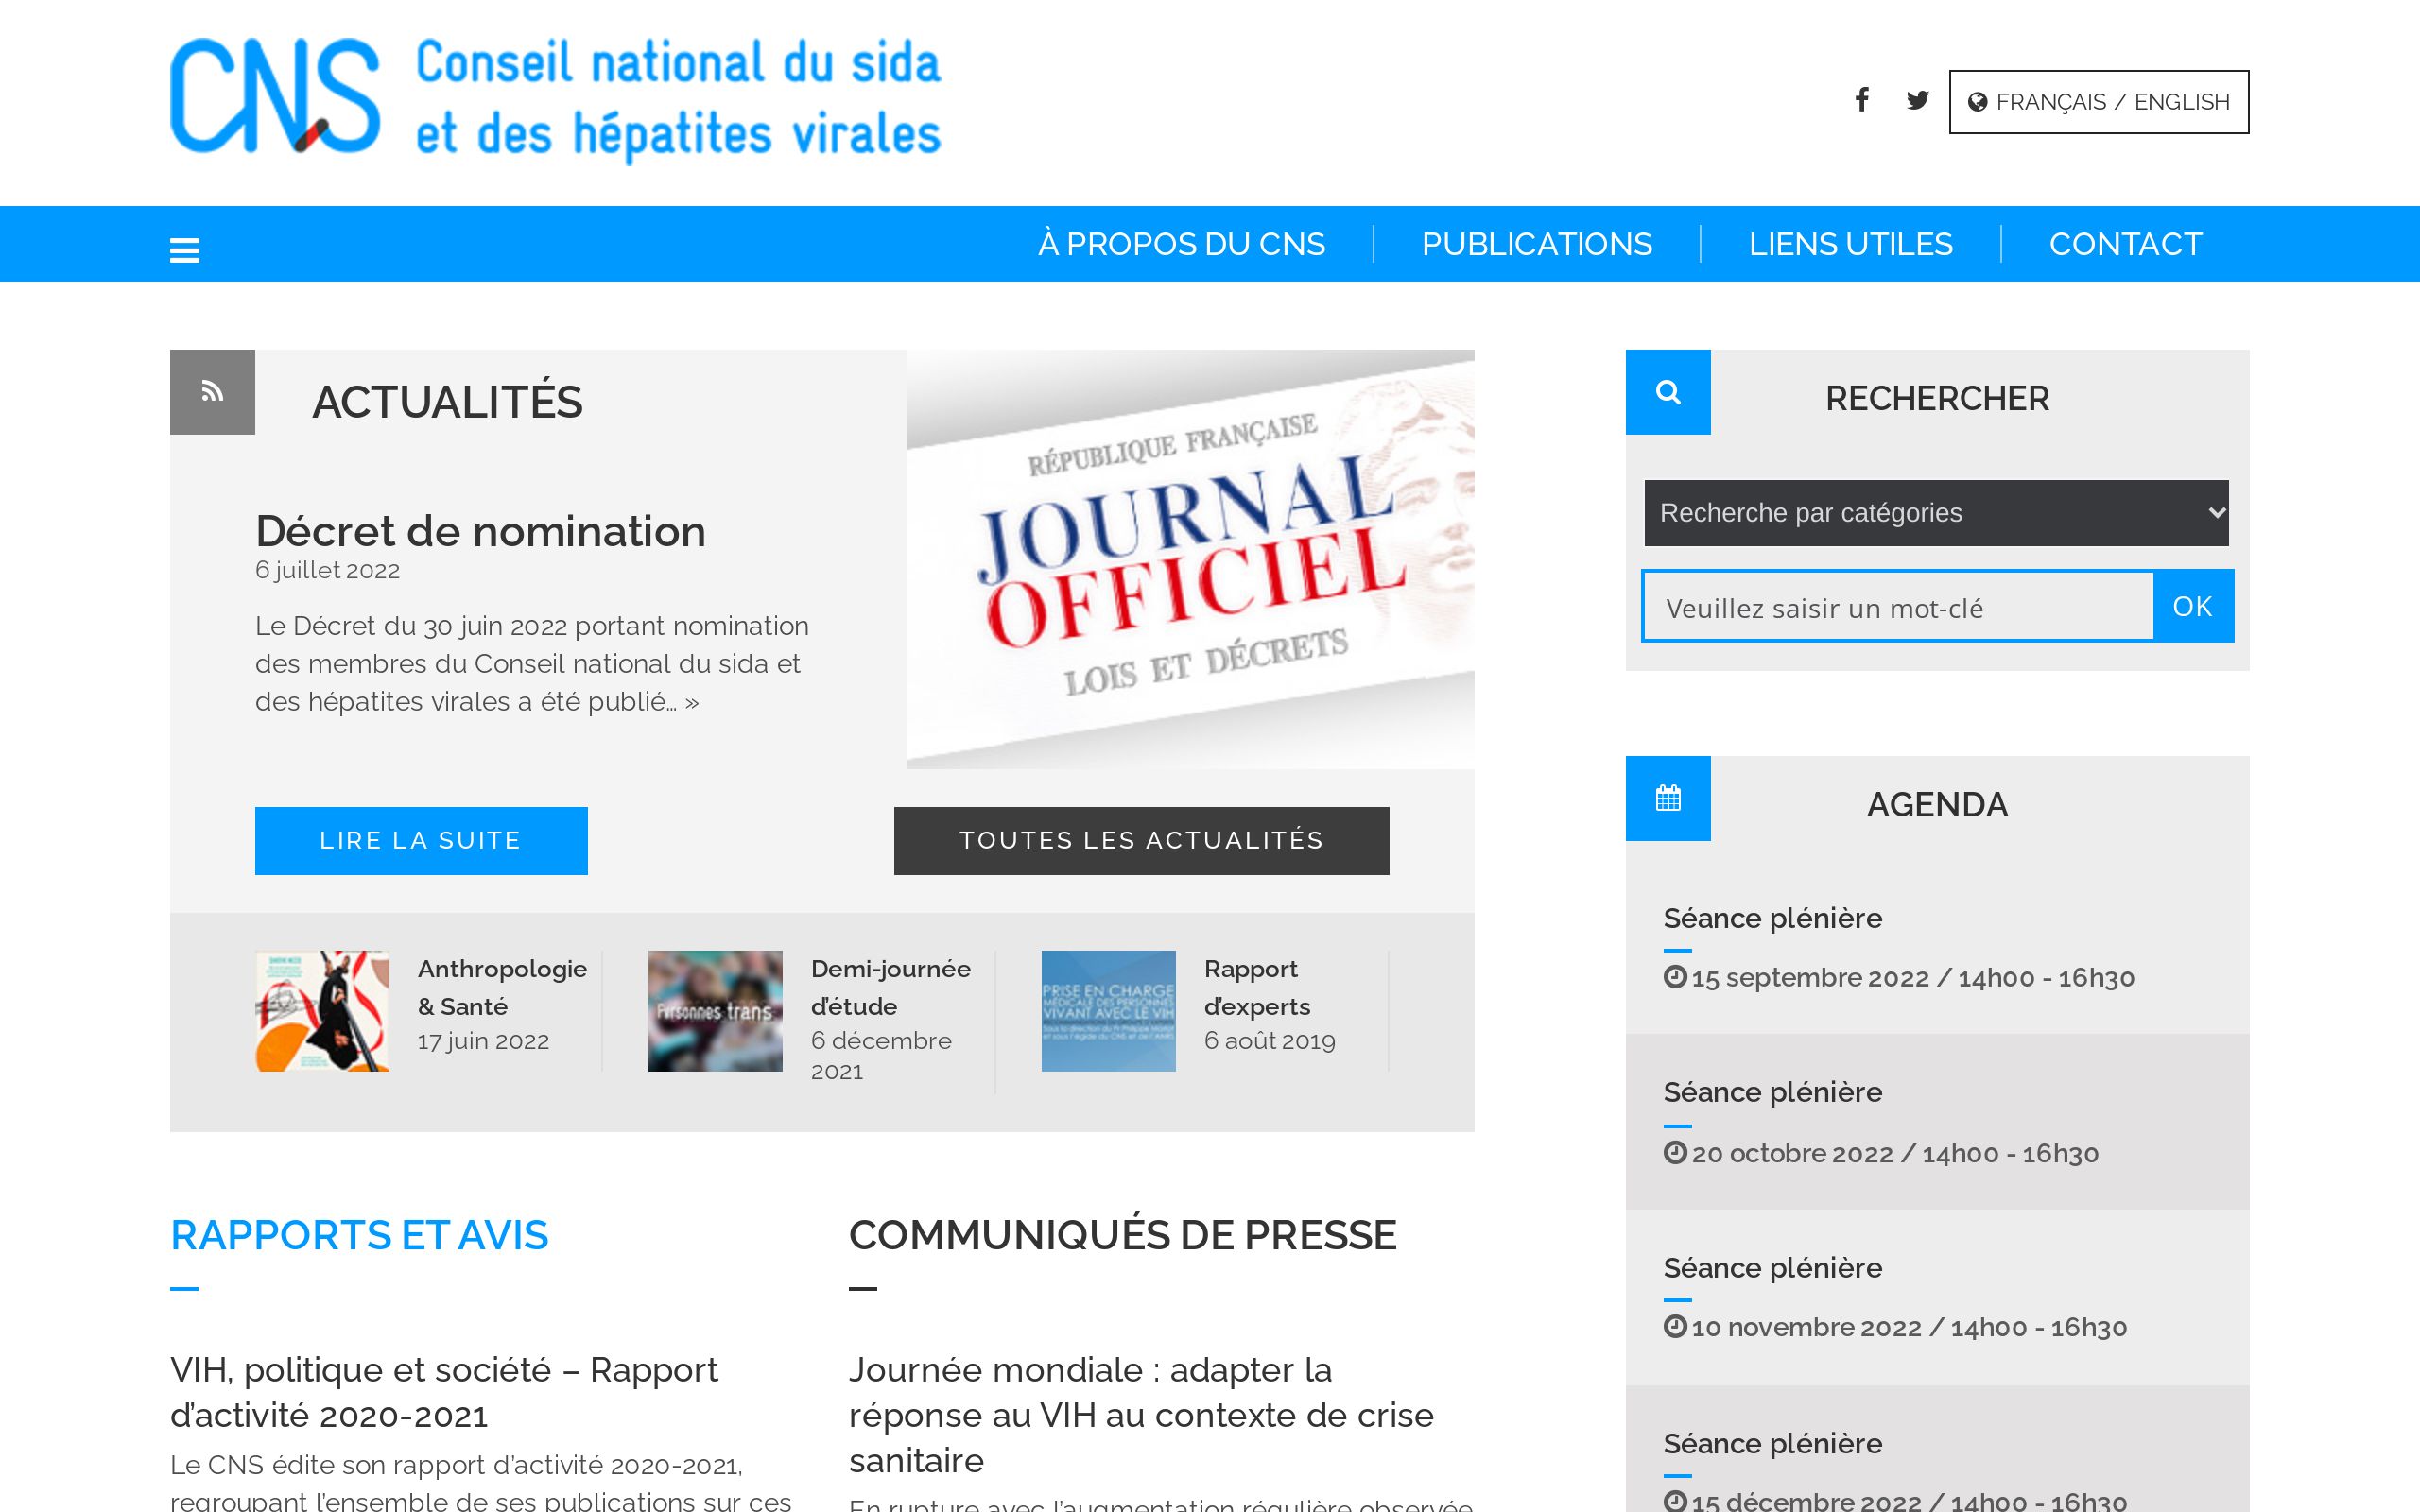 CNS Conseil national du sida
et des hépatites virales
FRANÇAIS / ENGLISH
À PROPOS DU CNS
PUBLICATIONS
LIENS UTILES
CONTACT
ACTUALITÉS
Décret de nomination
6 juillet 2022
Le Décret du 30 juin 2022 portant nomination
des membres du Conseil national du sida et
des hépatites virales a été publié… »
RÉPUBLIQUE FRANÇAISE
JOURNAL
OFFICIEL
LOIS ET DÉCRETS
LIRE LA SUITE
TOUTES LES ACTUALITÉS
Anthropologie
& Santé
17 juin 2022
Personnes trans
Demi-journée
d’étude
6 décembre
2021
PRISE EN CHARGE
MÉDICALE DES PERSONNES
VIVANT AVEC LE VIH
Rapport
d’experts
6 août 2019
RECHERCHER
Recherche par catégories
Veuillez saisir un mot-clé
OK
AGENDA
Séance plénière
15 septembre 2022 / 14h00 - 16h30
Séance plénière
20 octobre 2022 / 14h00 - 16h30
Séance plénière
10 novembre 2022 / 14h00 - 16h30
Séance plénière
15 décembre 2022 / 14h00 - 16h30
RAPPORTS ET AVIS
VIH, politique et société – Rapport
d’activité 2020-2021
Le CNS édite son rapport d’activité 2020-2021,
regroupant l’ensemble de ses publications sur ces
COMMUNIQUÉS DE PRESSE
Journée mondiale : adapter la
réponse au VIH au contexte de crise
sanitaire
En rupture avec l’augmentation régulière observée